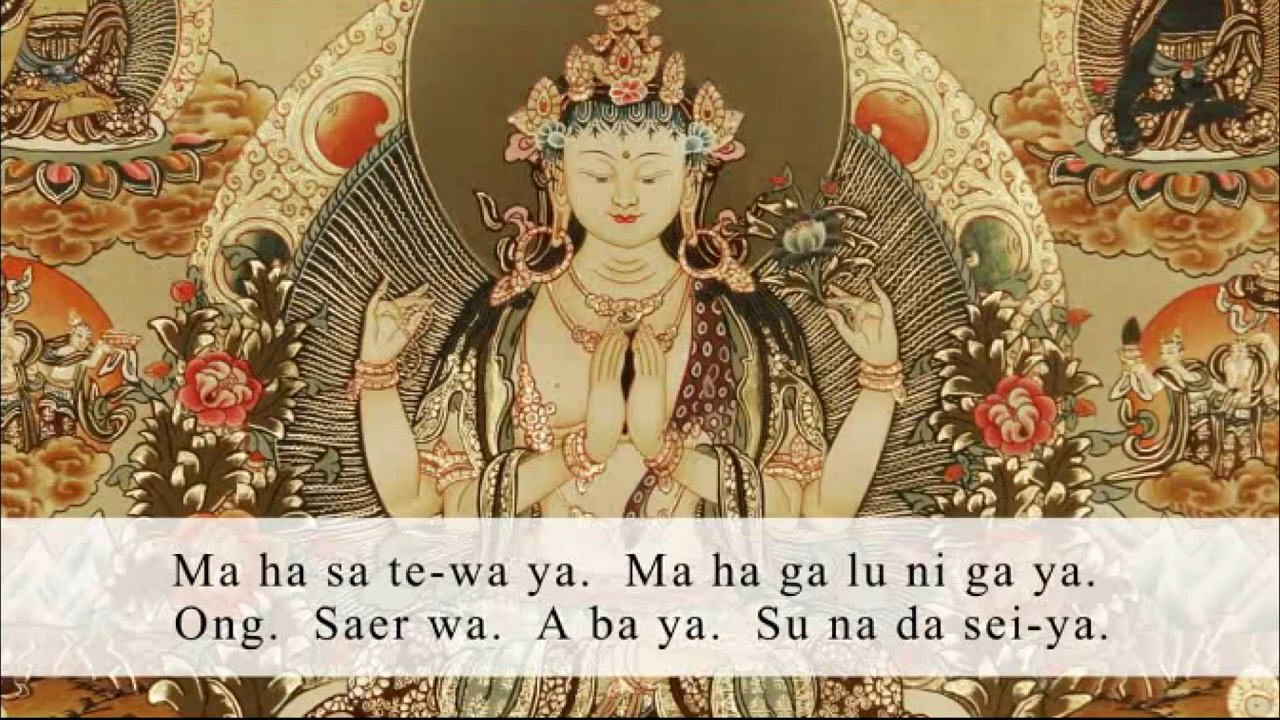 Ma ha sa te-wa ya.  Ma ha ga lu ni ga ya.
Ong.  Saer wa.  A ba ya.  Su na da sei-ya.